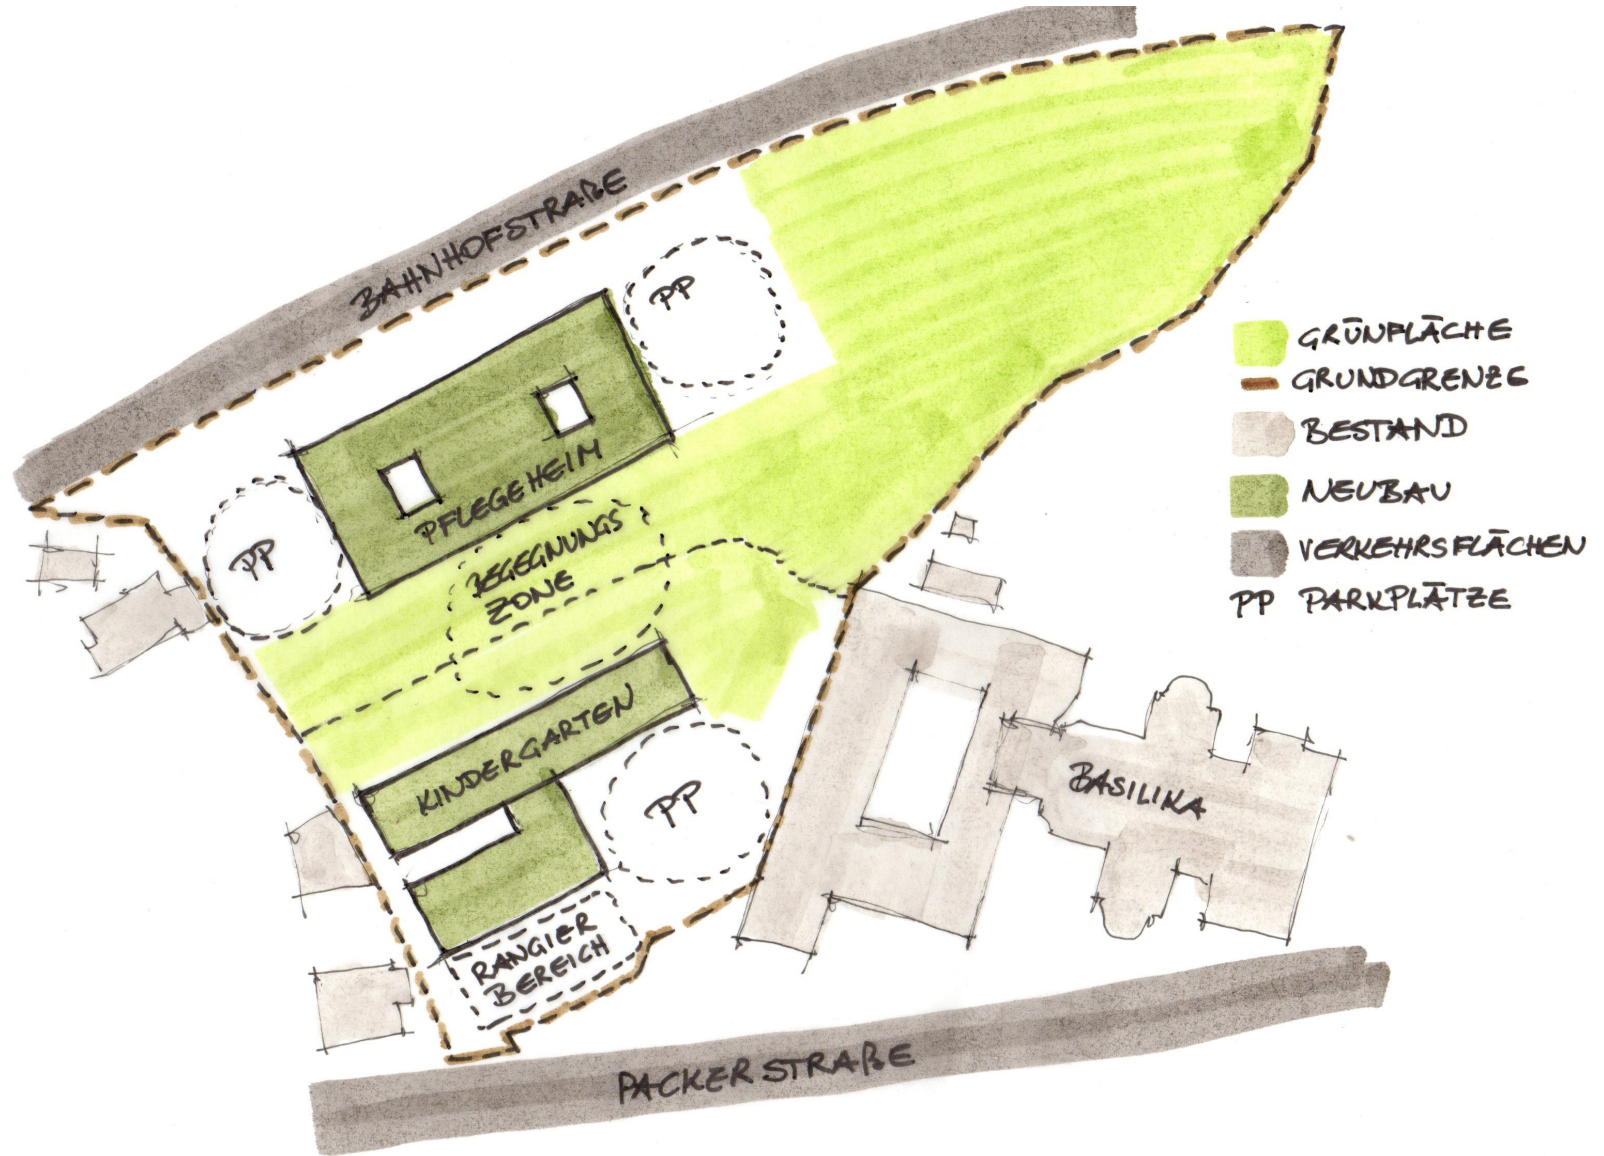 BAHNHOFSTRAßE
PP
PFLEGEHEIM
PP
BEGEGNUNGS
ZONE
KINDERGARTEN
PP
RANGIER
BEREICH
BASILIKA
PACKERSTRAßE
GRÜNFLÄCHE
GRUNDGRENZE
BESTAND
NEUBAU
VERKEHRSFLÄCHEN
PP PARKPLÄTZE